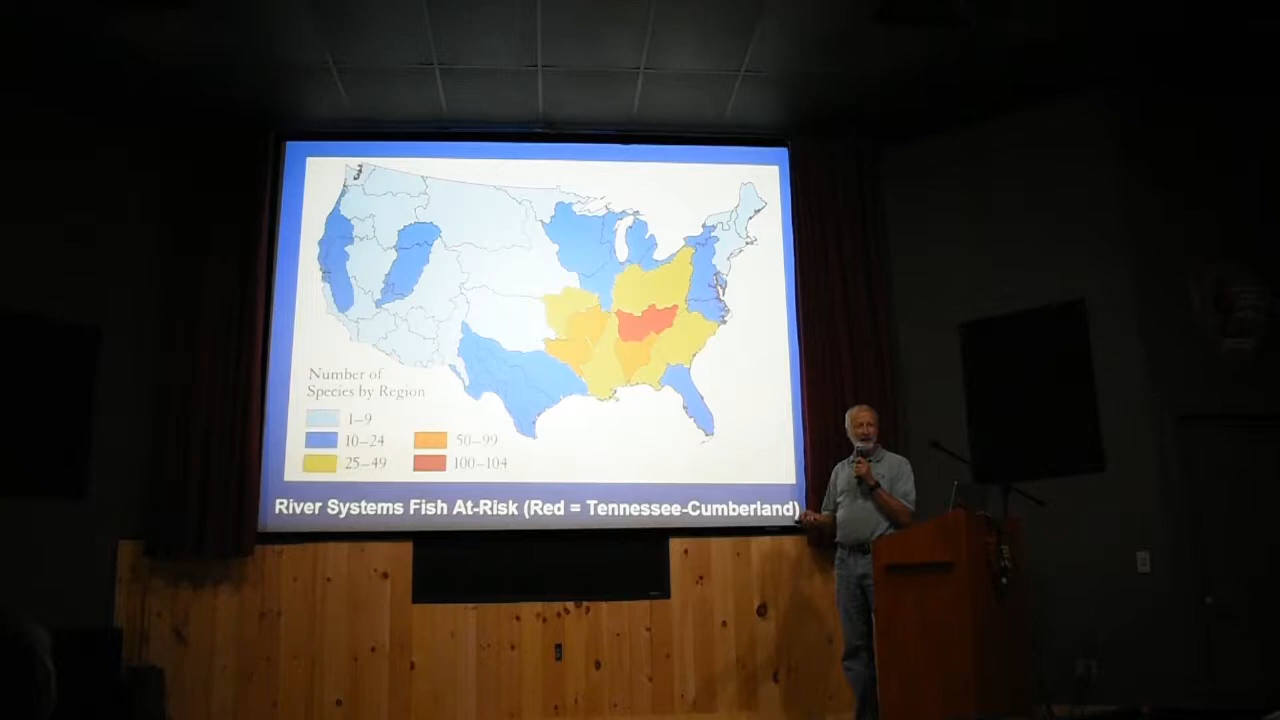 Number of
Species by Region
1–9
10–24
25–49
50–99
100–104
River Systems Fish At-Risk (Red = Tennessee-Cumberland)